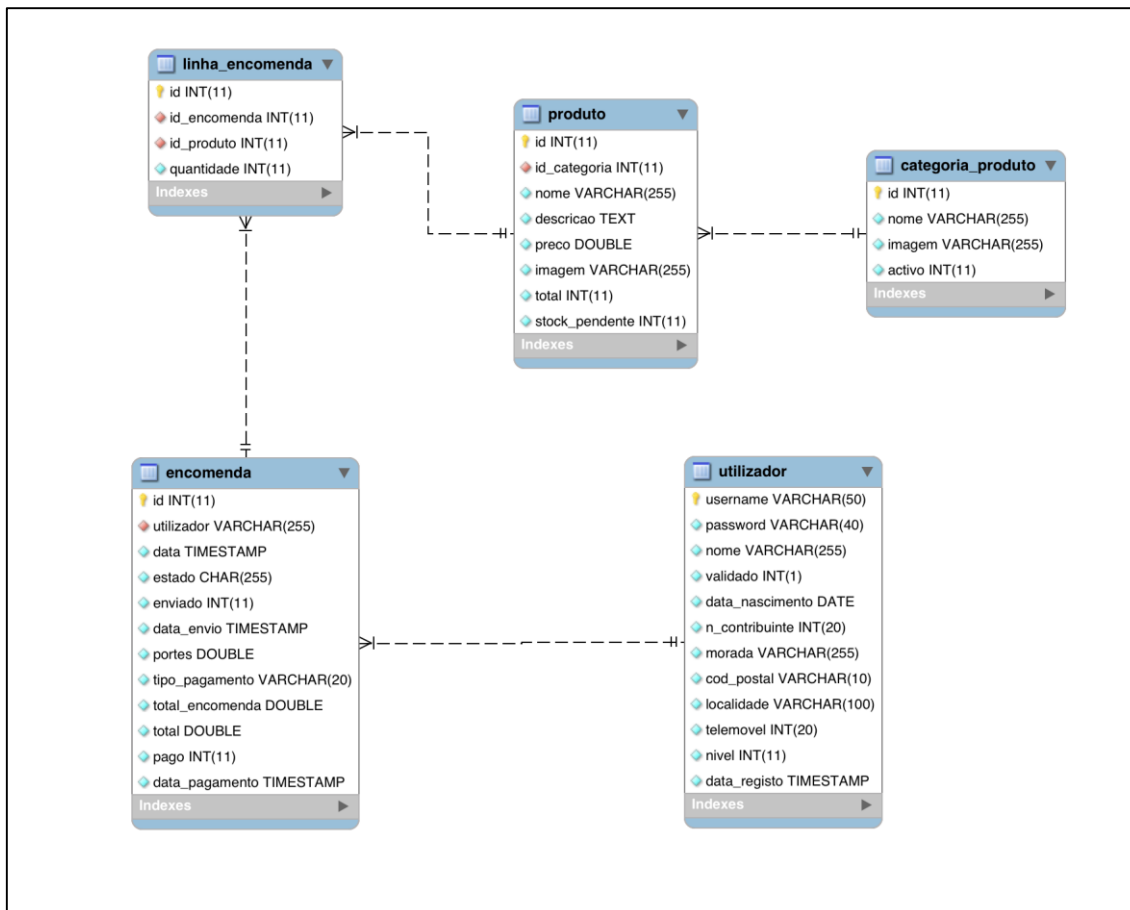 linha_encomenda
id INT(11)
id_encomenda INT(11)
id_produto INT(11)
quantidade INT(11)
Indexes
produto
id INT(11)
id_categoria INT(11)
nome VARCHAR(255)
descricao TEXT
preco DOUBLE
imagem VARCHAR(255)
total INT(11)
stock_pendente INT(11)
Indexes
categoria_produto
id INT(11)
nome VARCHAR(255)
imagem VARCHAR(255)
activo INT(11)
Indexes
encomenda
id INT(11)
utilizador VARCHAR(255)
data TIMESTAMP
estado CHAR(255)
enviado INT(11)
data_envio TIMESTAMP
portes DOUBLE
tipo_pagamento VARCHAR(20)
total_encomenda DOUBLE
total DOUBLE
pago INT(11)
data_pagamento TIMESTAMP
Indexes
utilizador
username VARCHAR(50)
password VARCHAR(40)
nome VARCHAR(255)
validado INT(1)
data_nascimento DATE
n_contribuinte INT(20)
morada VARCHAR(255)
cod_postal VARCHAR(10)
localidade VARCHAR(100)
telemovel INT(20)
nivel INT(11)
data_registo TIMESTAMP
Indexes